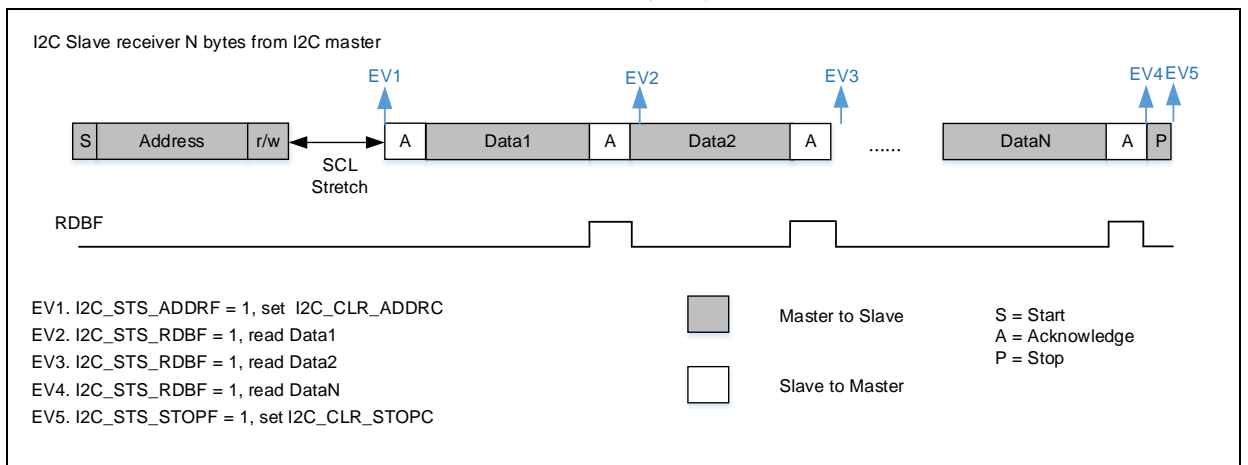 I2C Slave receiver N bytes from I2C master
EV1
EV2
EV3
EV4
EV5
S
Address
r/w
A
Data1
A
Data2
A
......
DataN
A
P
SCL
Stretch
RDBF
EV1. I2C_STS_ADDRF = 1, set I2C_CLR_ADDRC
EV2. I2C_STS_RDBF = 1, read Data1
EV3. I2C_STS_RDBF = 1, read Data2
EV4. I2C_STS_RDBF = 1, read DataN
EV5. I2C_STS_STOPF = 1, set I2C_CLR_STOPC
Master to Slave
Slave to Master
S = Start
A = Acknowledge
P = Stop